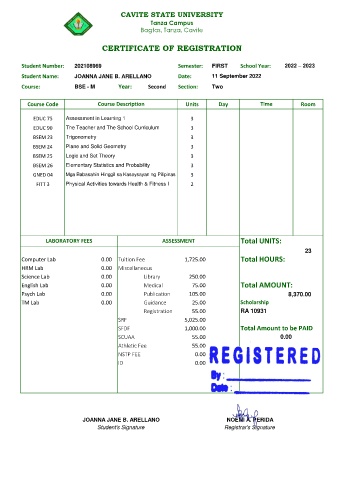 CAVITE STATE UNIVERSITY
Tanza Campus
Bagtas, Tanza, Cavite
CERTIFICATE OF REGISTRATION
Student Number: 202108969 Semester: FIRST School Year: 2022 – 2023
Student Name: JOANNA JANE B. ARELLANO Date: 11 September 2022
Course: BSE - M Year: Second Section: Two
Course Code Course Description Units Day Time Room
EDUC 75 Assessment in Learning 1 3
EDUC 90 The Teacher and The School Curriculum 3
BSEM 23 Trigonometry 3
BSEM 24 Plane and Solid Geometry 3
BSEM 25 Logic and Set Theory 3
BSEM 26 Elementary Statistics and Probability 3
GNED 04 Mga Babasahin Hinggil sa Kasaysayan ng Pilipinas 3
FITT 3 Physical Activities towards Health & Fitness I 2
LABORATORY FEES ASSESSMENT Total UNITS:
23
Computer Lab 0.00 Tuition Fee 1,725.00 Total HOURS:
HRM Lab 0.00 Miscellaneous
Science Lab 0.00 Library 250.00
English Lab 0.00 Medical 75.00 Total AMOUNT:
Psych Lab 0.00 Publication 105.00 8,370.00
TM Lab 0.00 Guidance 25.00 Scholarship
Registration 55.00 RA 10931
SRF 5,025.00
SFDF 1,000.00 Total Amount to be PAID
SCUAA 55.00 0.00
Athletic Fee 55.00
NSTP FEE 0.00
ID 0.00
REGISTERED
By :
Date :
JOANNA JANE B. ARELLANO NOEMI A. PERIDA
Student's Signature Registrar's Signature